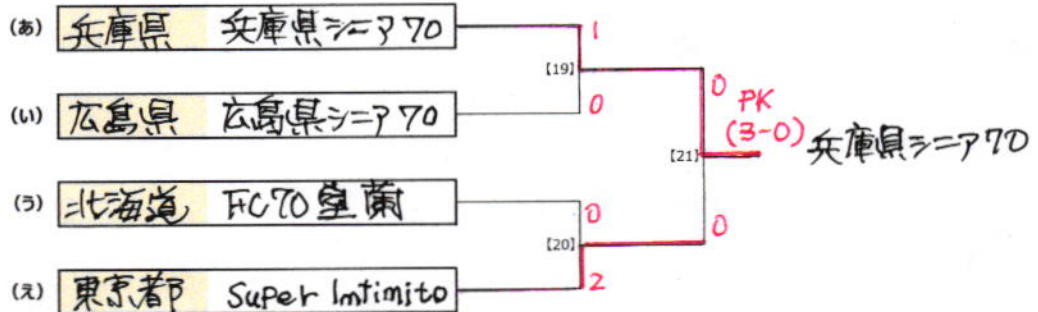 (あ) 兵庫県 兵庫県シニア70
1
【19】
0
PK
(い) 広島県 広島県シニア70
0
(3-0)
【21】
兵庫県シニア70
(う) 北海道 FC70室蘭
0
0
【20】
(え) 東京都 Super Intimito
2